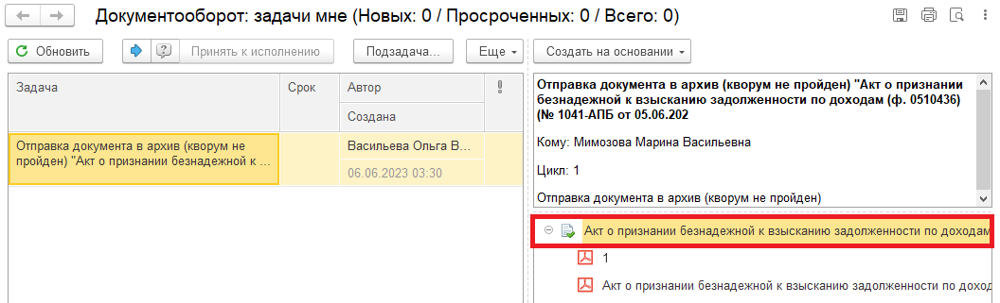 Документооборот: задачи мне (Новых: 0 / Просроченных: 0 / Всего: 0)
Обновить
Принять к исполнению
Подзадача...
Еще
Создать на основании
Задача
Срок
Автор
Создана
Отправка документа в архив (кворум не
пройден) "Акт о признании безнадежной к ...
Васильева Ольга В...
06.06.2023 03:30
Отправка документа в архив (кворум не пройден) "Акт о признании
безнадежной к взысканию задолженности по доходам (ф. 0510436)
(№ 1041-АПБ от 05.06.202
Кому: Мимозова Марина Васильевна
Цикл: 1
Отправка документа в архив (кворум не пройден)
Акт о признании безнадежной к взысканию задолженности по доходам
1
Акт о признании безнадежной к взысканию задолженности по доход